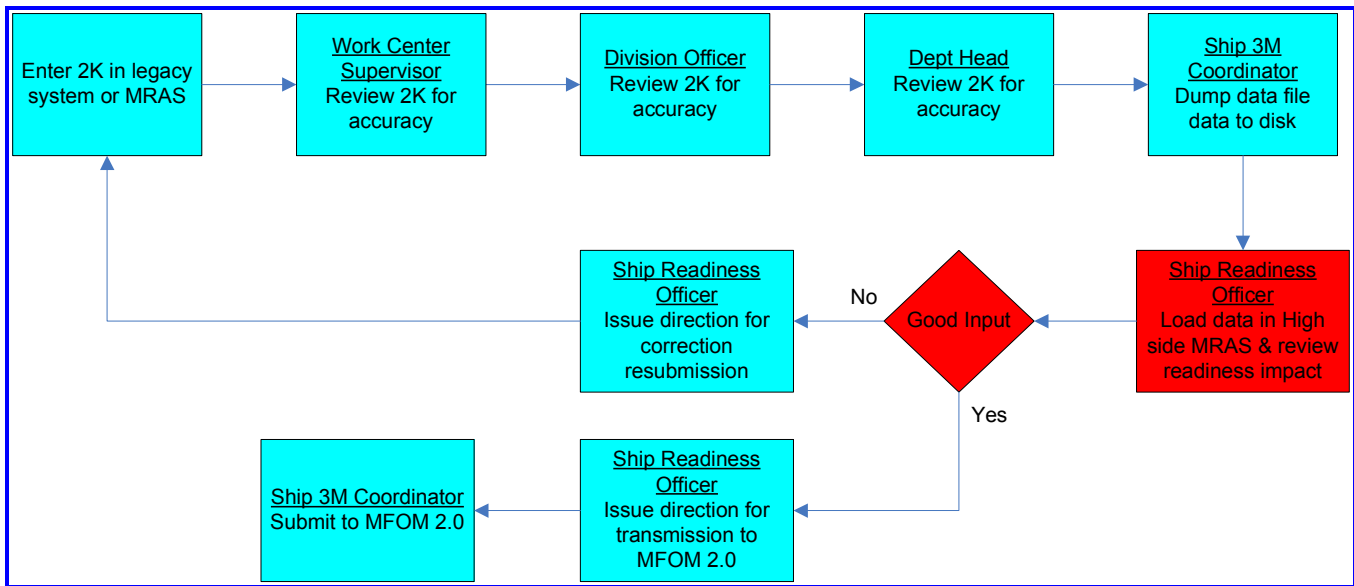 Enter 2K in legacy
system or MRAS
Work Center
Supervisor
Review 2K for
accuracy
Division Officer
Review 2K for
accuracy
Dept Head
Review 2K for
accuracy
Ship 3M
Coordinator
Dump data file
data to disk
Ship Readiness
Officer
Issue direction for
correction
resubmission
No
Good Input
Ship Readiness
Officer
Load data in High
side MRAS & review
readiness impact
Yes
Ship 3M Coordinator
Submit to MFOM 2.0
Ship Readiness
Officer
Issue direction for
transmission to
MFOM 2.0